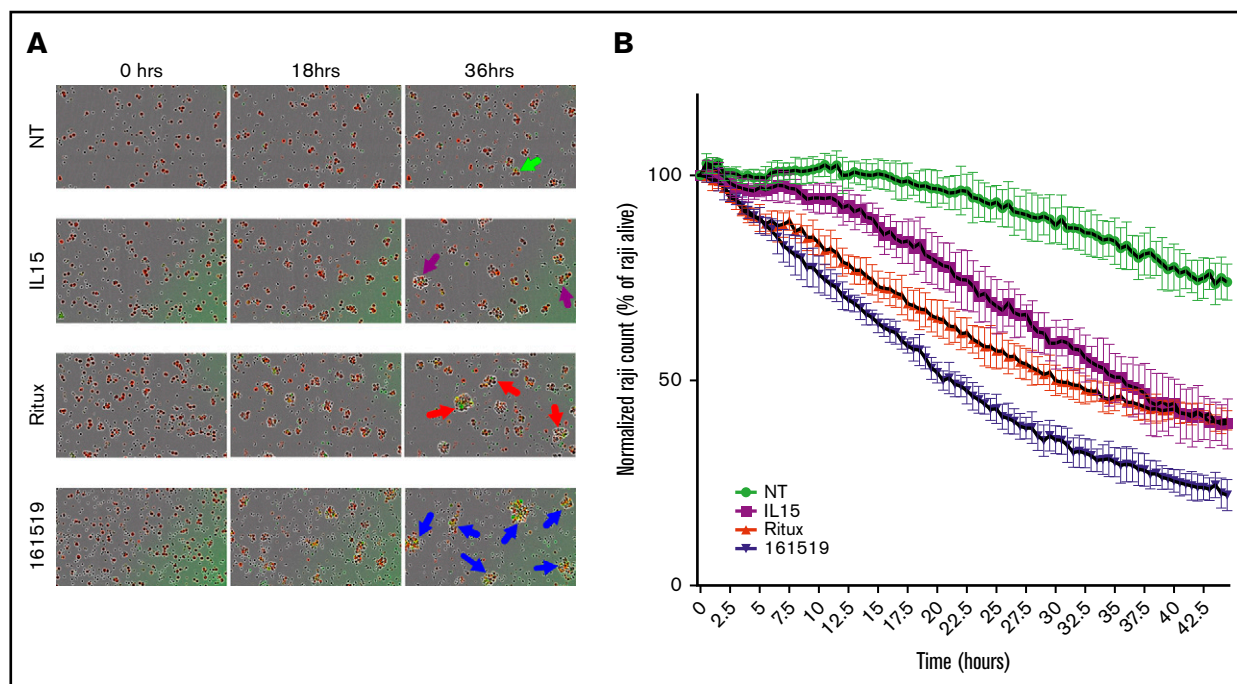 A
0 hrs 18hrs 36hrs
NT
IL15
Ritux
161519
B
Normalized raji count (% of raji alive)
100
50
0
NT
IL15
Ritux
161519
0 2.5 5 7.5 10 12.5 15 17.5 20 22.5 25 27.5 30 32.5 35 37.5 40 42.5
Time (hours)